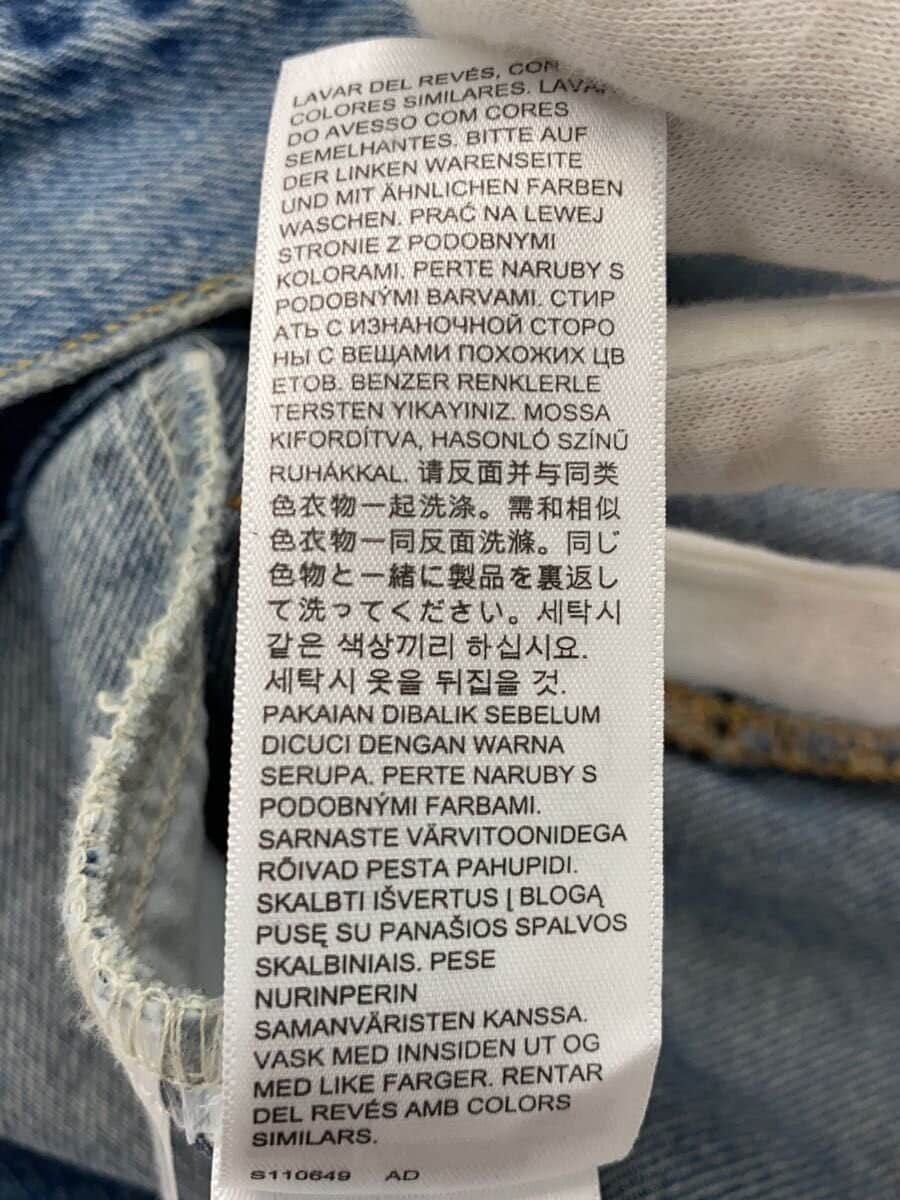 LAVAR DEL REVÉS, CON
COLORES SIMILARES. LAVAR
DO AVESSO COM CORES
SEMELHANTES. BITTE AUF
DER LINKEN WARENSEITE
UND MIT ÄHNLICHEN FARBEN
WASCHEN. PRAĆ NA LEWEJ
STRONIE Z PODOBNYMI
KOLORAMI. PERTE NARUBY S
PODOBNÝMI BARVAMI. СТИР
АТЬ С ИЗНАНОЧНОЙ СТОРО
НЫ С ВЕЩАМИ ПОХОЖИХ ЦВ
ЕТОВ. BENZER RENKLERLE
TERSTEN YIKAYINIZ. MOSSA
KIFORDÍTVA, HASONLÓ SZÍNŰ
RUHÁKKAL. 请反面并与同类
色衣物一起洗涤。需和相似
色衣物一同反面洗滌。同じ
色物と一緒に製品を裏返し
て洗ってください。세탁시
같은 색상끼리 하십시요.
세탁시 옷을 뒤집을 것.
PAKAIAN DIBALIK SEBELUM
DICUCI DENGAN WARNA
SERUPA. PERTE NARUBY S
PODOBNÝMI FARBAMI.
SARNASTE VÄRVITOONIDEGA
RÕIVAD PESTA PAHUPIDI.
SKALBTI IŠVERTUS Į BLOGĄ
PUSĘ SU PANAŠIOS SPALVOS
SKALBINIAIS. PESE
NURINPERIN
SAMANVÄRISTEN KANSSA.
VASK MED INNSIDEN UT OG
MED LIKE FARGER. RENTAR
DEL REVÉS AMB COLORS
SIMILARS.
S110649 AD